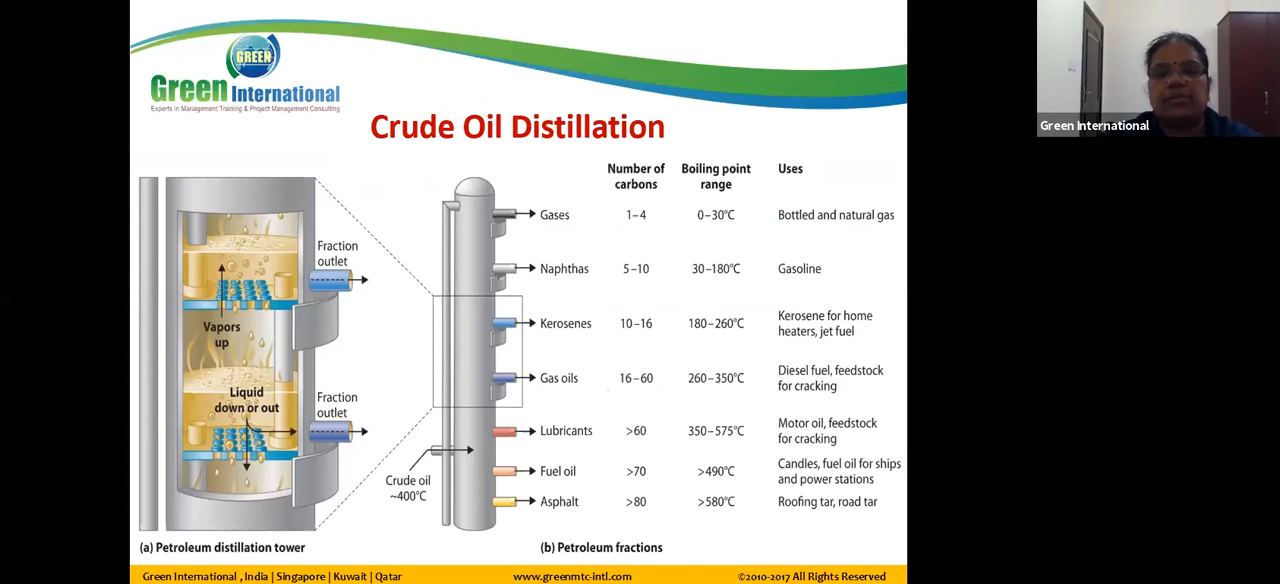 GREEN
Green International
Experts in Management Training & Project Management Consulting
Green International
Crude Oil Distillation
Fraction
outlet
Vapors
up
Liquid
down or out
Fraction
outlet
(a) Petroleum distillation tower
Crude oil
~400°C
Number of
carbons
Boiling point
range
Uses
Gases 1–4 0–30°C Bottled and natural gas
Naphthas 5–10 30–180°C Gasoline
Kerosenes 10–16 180–260°C Kerosene for home
heaters, jet fuel
Gas oils 16–60 260–350°C Diesel fuel, feedstock
for cracking
Lubricants >60 350–575°C Motor oil, feedstock
for cracking
Fuel oil >70 >490°C Candles, fuel oil for ships
and power stations
Asphalt >80 >580°C Roofing tar, road tar
(b) Petroleum fractions
Green International , India | Singapore | Kuwait | Qatar
www.greenmtc-intl.com
©2010-2017 All Rights Reserved